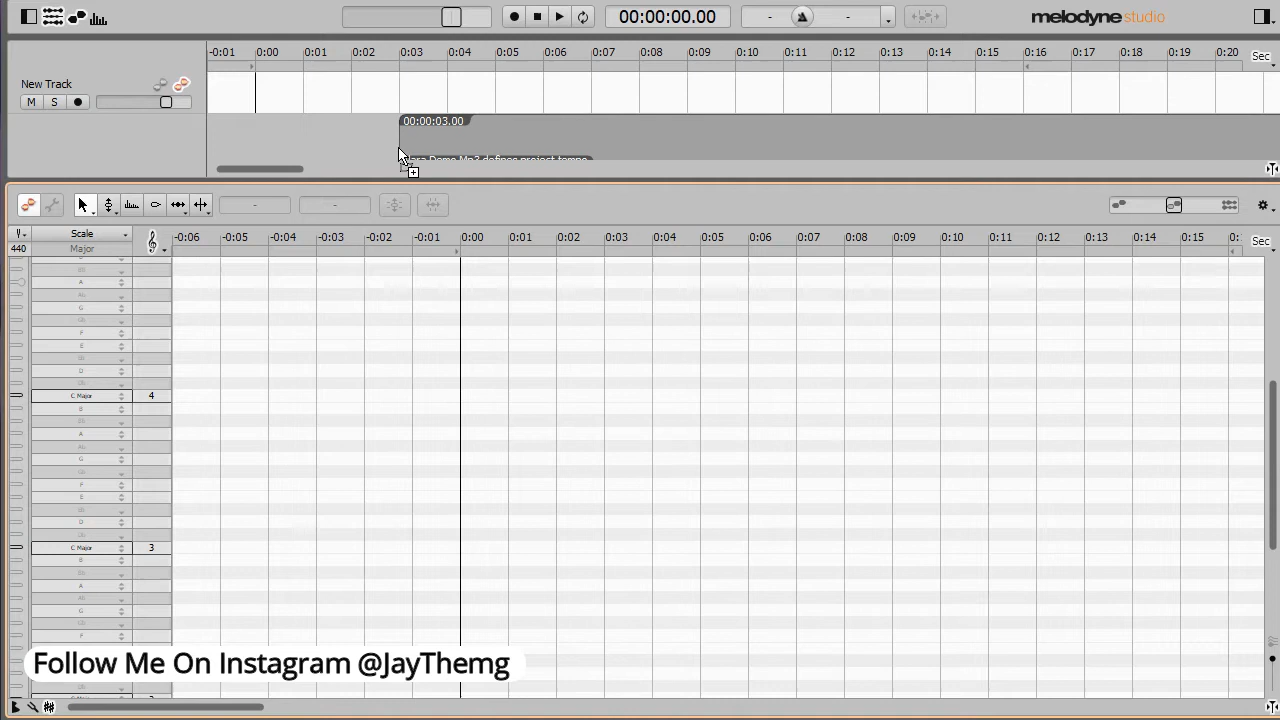 00:00:00.00
-
-
melodyne studio
-0:01 0:00 0:01 0:02 0:03 0:04 0:05 0:06 0:07 0:08 0:09 0:10 0:11 0:12 0:13 0:14 0:15 0:16 0:17 0:18 0:19 0:20 Sec
New Track
M S
00:00:03.00
Demo Mp3 defines project tempo
-
-
Scale
440 Major
-0:06 -0:05 -0:04 -0:03 -0:02 -0:01 0:00 0:01 0:02 0:03 0:04 0:05 0:06 0:07 0:08 0:09 0:10 0:11 0:12 0:13 0:14 0:15 Sec
A
G
F
E
D
C Major 4
B
A
G
F
E
D
C Major 3
B
A
G
F
Follow Me On Instagram @JayThemg